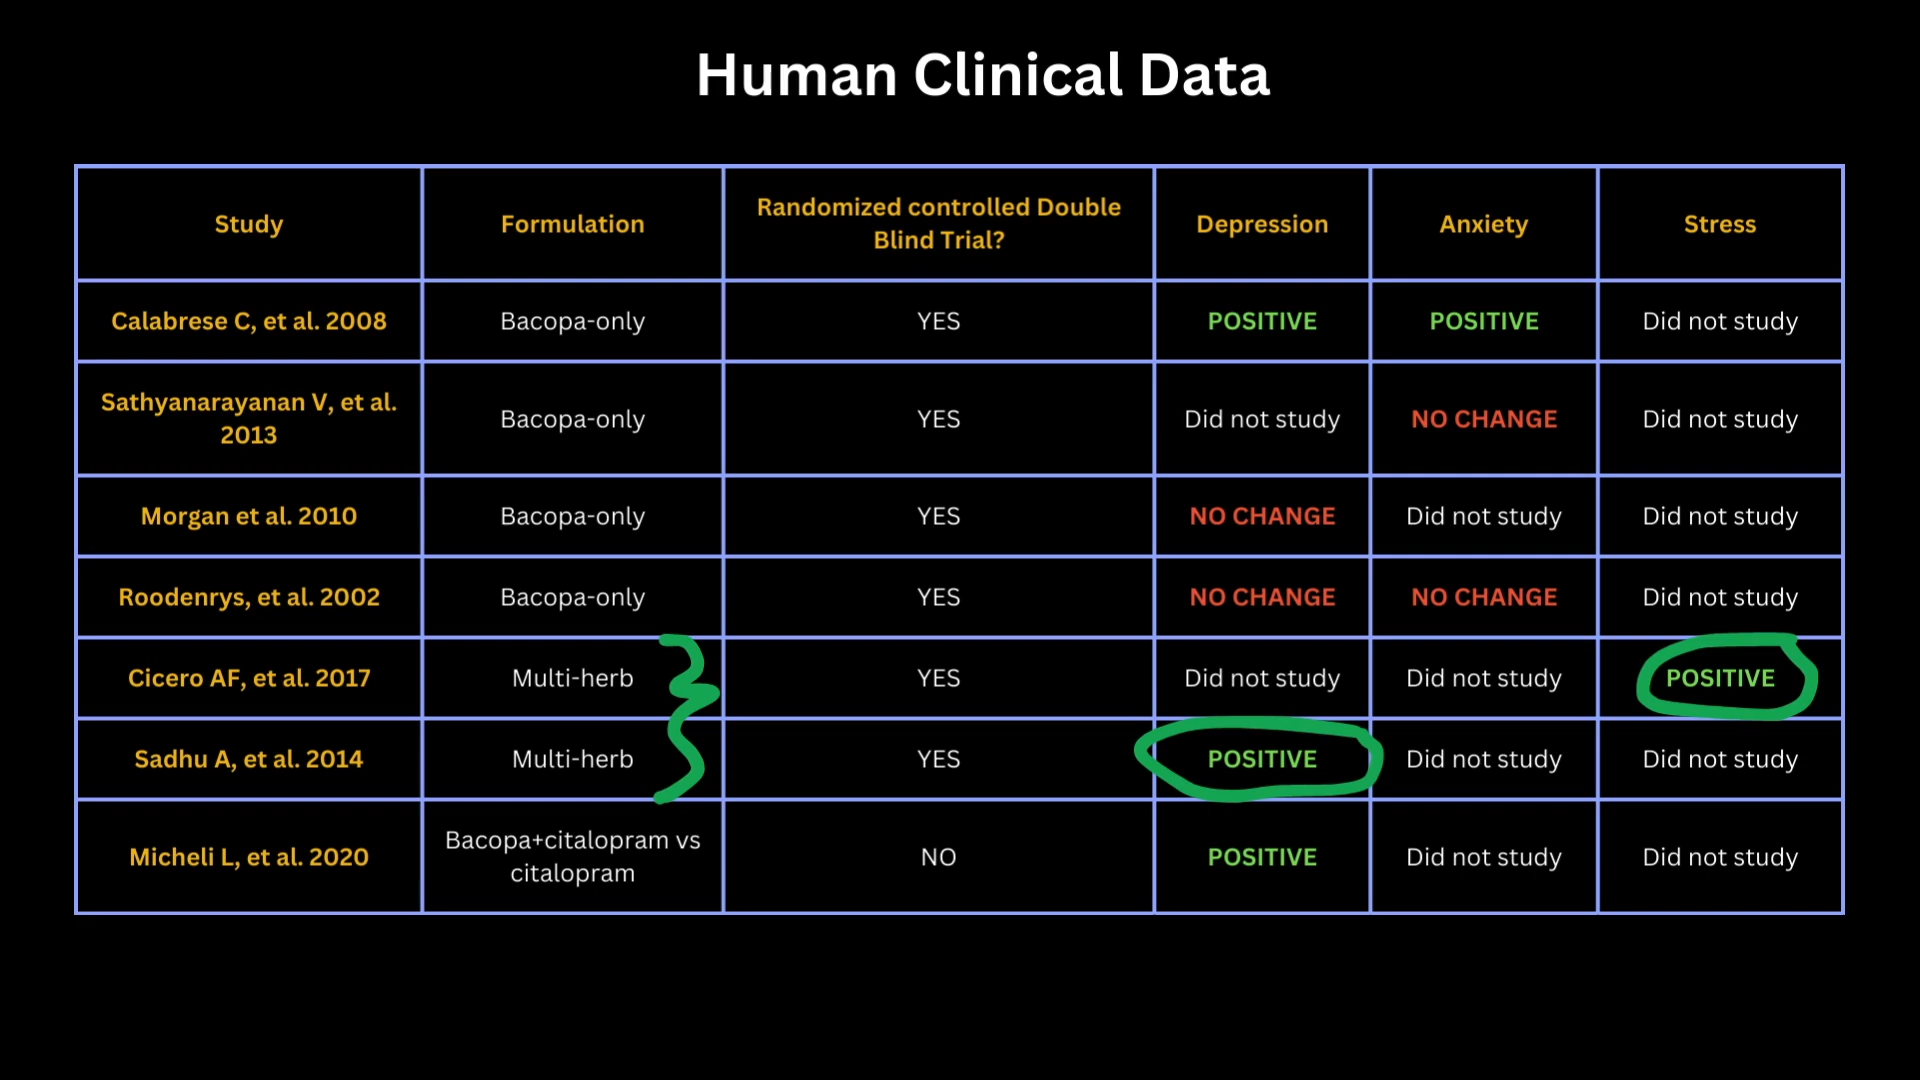 Human Clinical Data
Study Formulation Randomized controlled Double Depression Anxiety Stress
Blind Trial?
Calabrese C, et al. 2008 Bacopa-only YES POSITIVE POSITIVE Did not study
Sathyanarayanan V, et al.
2013 Bacopa-only YES Did not study NO CHANGE Did not study
Morgan et al. 2010 Bacopa-only YES NO CHANGE Did not study Did not study
Roodenrys, et al. 2002 Bacopa-only YES NO CHANGE NO CHANGE Did not study
Cicero AF, et al. 2017 Multi-herb YES Did not study Did not study POSITIVE
Sadhu A, et al. 2014 Multi-herb YES POSITIVE Did not study Did not study
Micheli L, et al. 2020 Bacopa+citalopram vs
citalopram NO POSITIVE Did not study Did not study